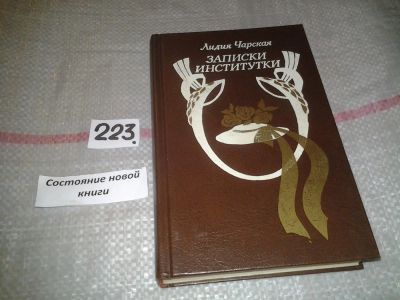 Лидия Чарская
ЗАПИСКИ
ИНСТИТУТКИ
223.
Состояние новой
книги